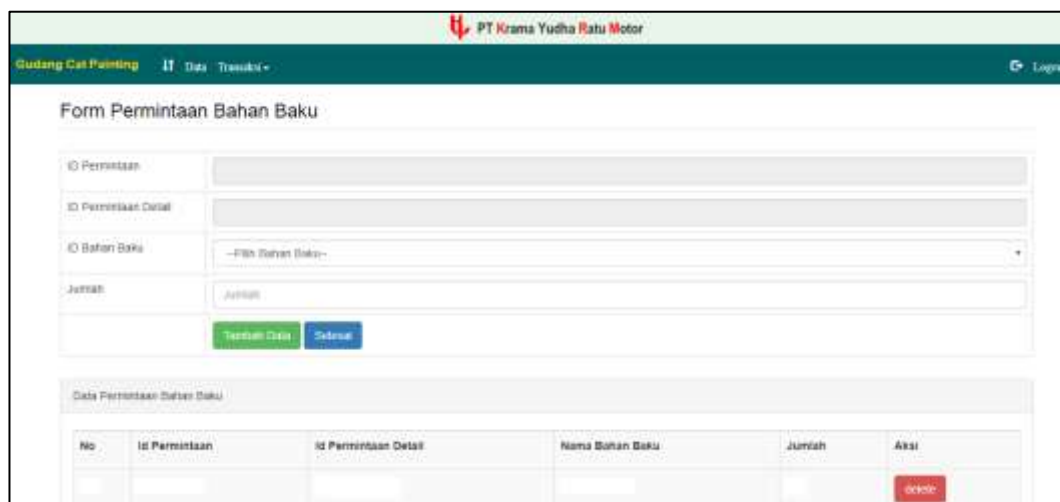 PT Krama Yudha Ratu Motor
Gudang Cat Painting Data Transaksi Logo
Form Permintaan Bahan Baku
ID Permintaan
ID Permintaan Detail
ID Bahan Baku --Pilih Bahan Baku--
Jumlah Jumlah
Tambah Data Selesai
Data Permintaan Bahan Baku
No Id Permintaan Id Permintaan Detail Nama Bahan Baku Jumlah Aksi
delete